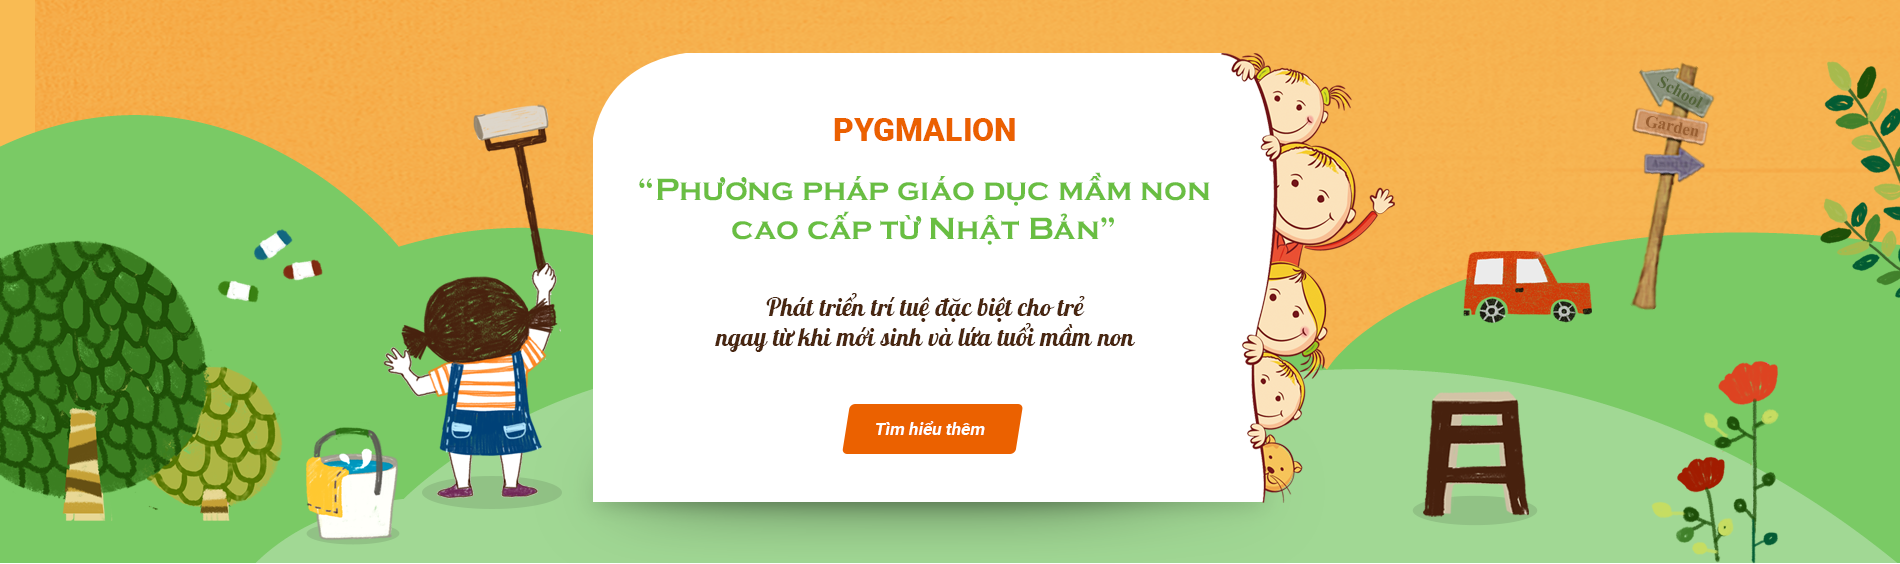 PYGMALION
“PHƯƠNG PHÁP GIÁO DỤC MẦM NON
CAO CẤP TỪ NHẬT BẢN”
Phát triển trí tuệ đặc biệt cho trẻ
ngay từ khi mới sinh và lứa tuổi mầm non
Tìm hiểu thêm
School
Garden